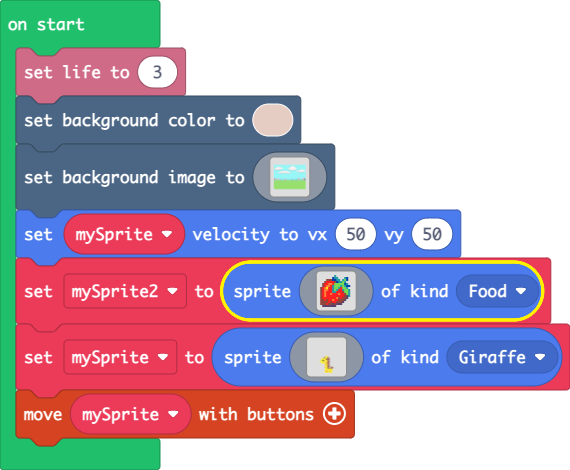 on start
set life to 3
set background color to
set background image to
set mySprite velocity to vx 50 vy 50
set mySprite2 to sprite of kind Food
set mySprite to sprite of kind Giraffe
move mySprite with buttons